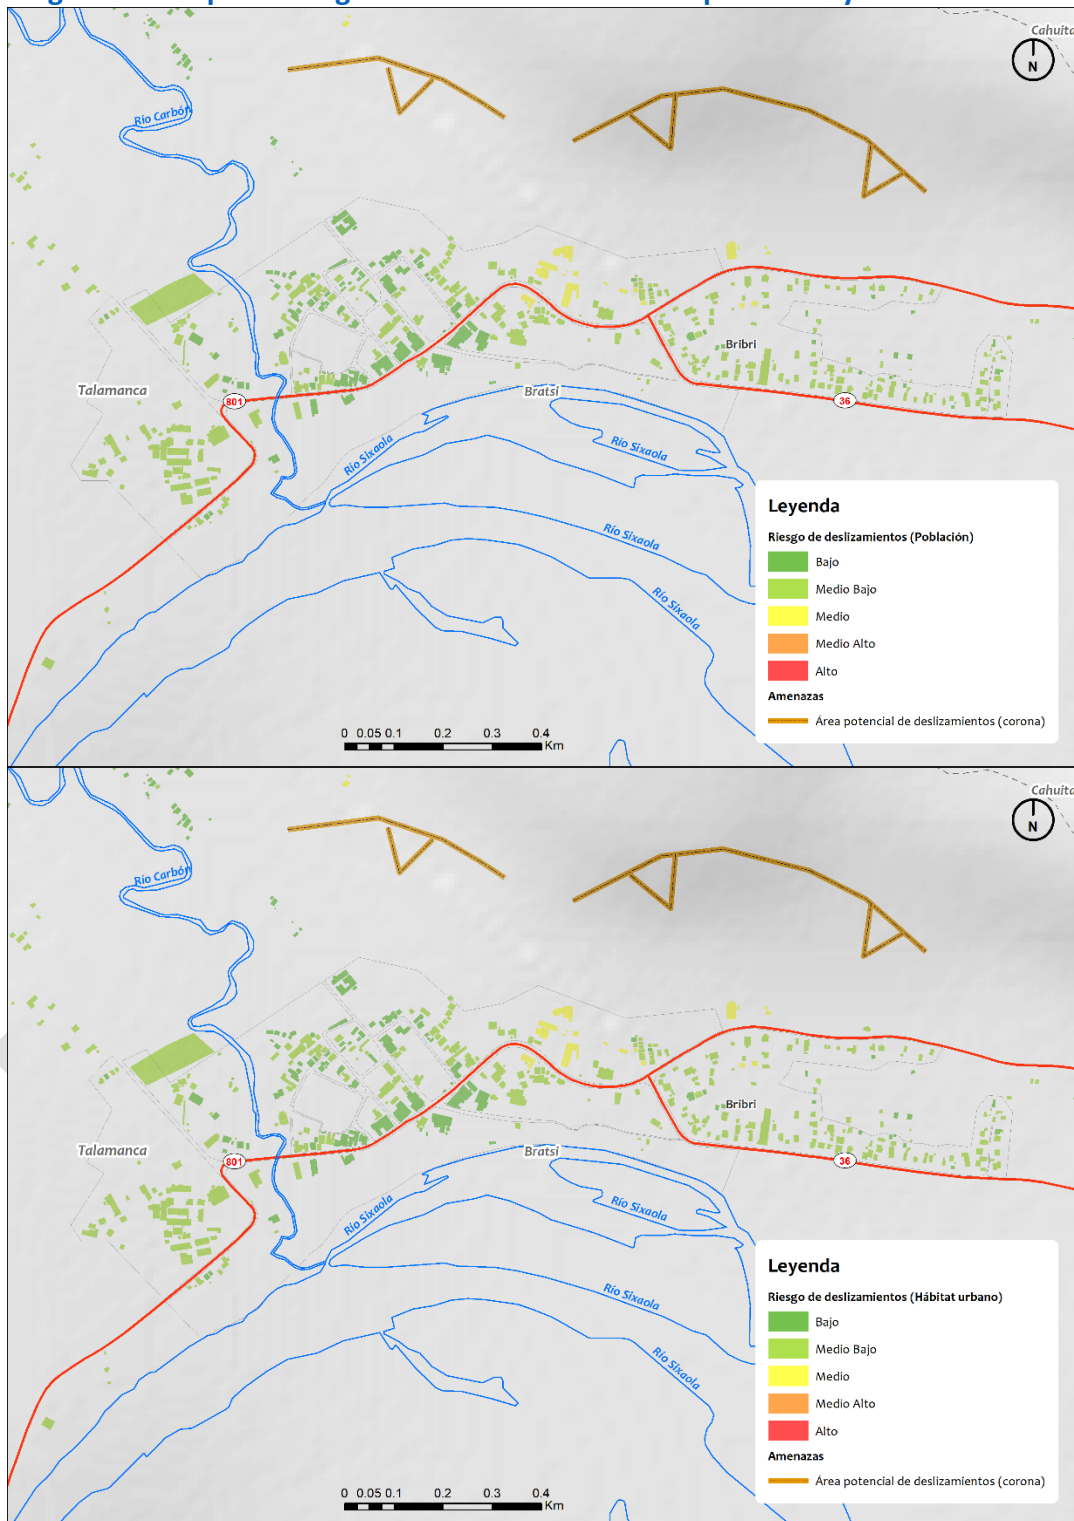 Cahuita
N
Río Carbón
Bribri
Talamanca
Bratsi
801
36
Río Sixaola
Río Sixaola
Río Sixaola
Río Sixaola
Leyenda
Riesgo de deslizamientos (Población)
Bajo
Medio Bajo
Medio
Medio Alto
Alto
Amenazas
Área potencial de deslizamientos (corona)
0 0.05 0.1 0.2 0.3 0.4
Km
Cahuita
N
Río Carbón
Bribri
Talamanca
Bratsi
801
36
Río Sixaola
Río Sixaola
Río Sixaola
Río Sixaola
Leyenda
Riesgo de deslizamientos (Hábitat urbano)
Bajo
Medio Bajo
Medio
Medio Alto
Alto
Amenazas
Área potencial de deslizamientos (corona)
0 0.05 0.1 0.2 0.3 0.4
Km